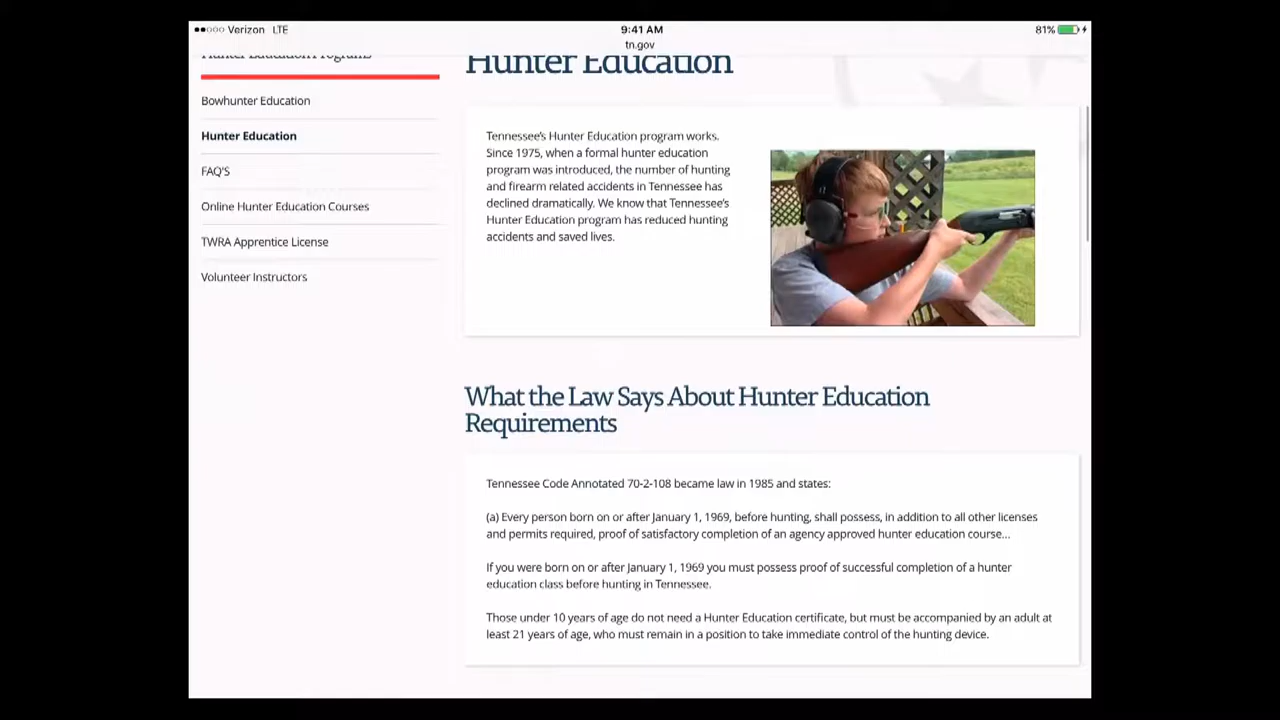 Verizon LTE
9:41 AM
81%
tn.gov
Hunter Education Programs
Bowhunter Education
Hunter Education
FAQ'S
Online Hunter Education Courses
TWRA Apprentice License
Volunteer Instructors
Hunter Education
Tennessee's Hunter Education program works.
Since 1975, when a formal hunter education
program was introduced, the number of hunting
and firearm related accidents in Tennessee has
declined dramatically. We know that Tennessee's
Hunter Education program has reduced hunting
accidents and saved lives.
What the Law Says About Hunter Education
Requirements
Tennessee Code Annotated 70-2-108 became law in 1985 and states:
(a) Every person born on or after January 1, 1969, before hunting, shall possess, in addition to all other licenses
and permits required, proof of satisfactory completion of an agency approved hunter education course...
If you were born on or after January 1, 1969 you must possess proof of successful completion of a hunter
education class before hunting in Tennessee.
Those under 10 years of age do not need a Hunter Education certificate, but must be accompanied by an adult at
least 21 years of age, who must remain in a position to take immediate control of the hunting device.